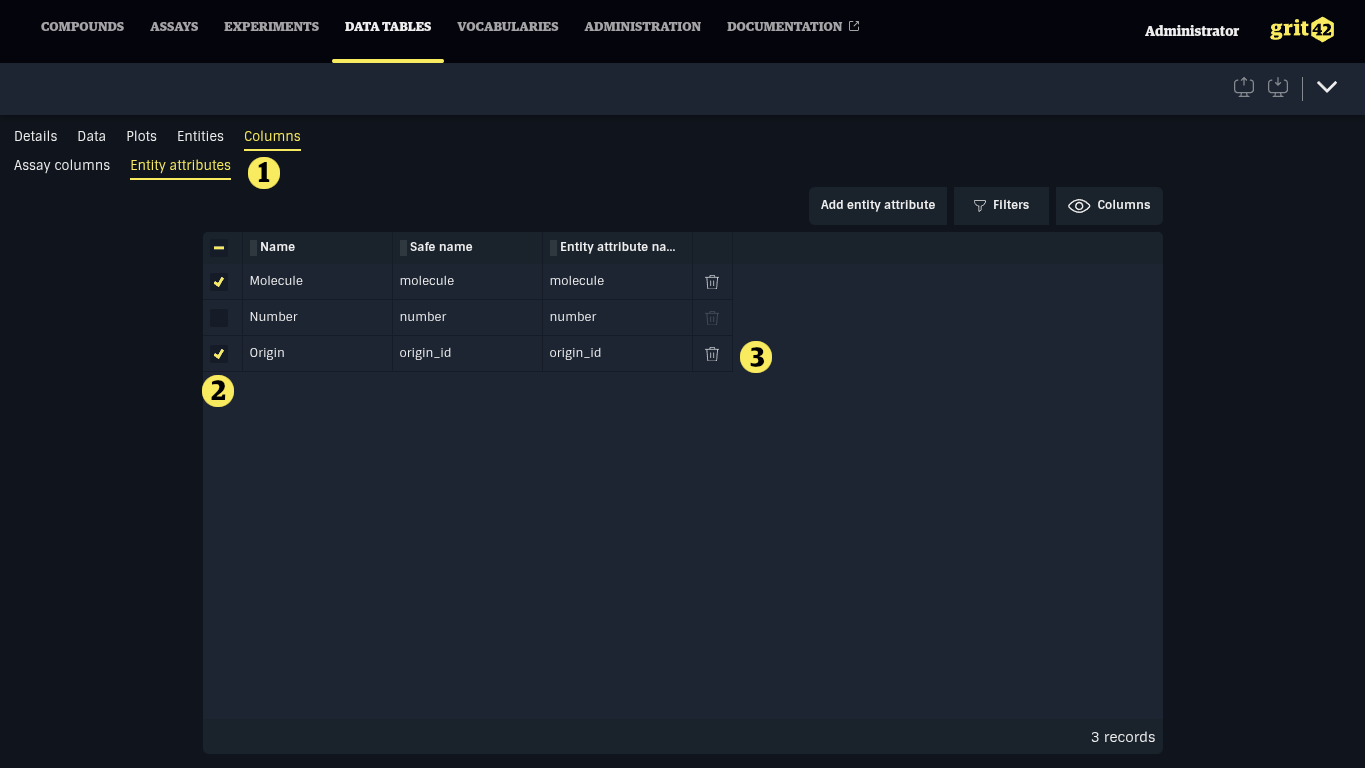 COMPOUNDS ASSAYS EXPERIMENTS DATA TABLES VOCABULARIES ADMINISTRATION DOCUMENTATION Administrator grit42
Details Data Plots Entities Columns
Assay columns Entity attributes 1
Add entity attribute Filters Columns
Name Safe name Entity attribute na...
Molecule molecule molecule
Number number number
Origin origin_id origin_id 3
2
3 records